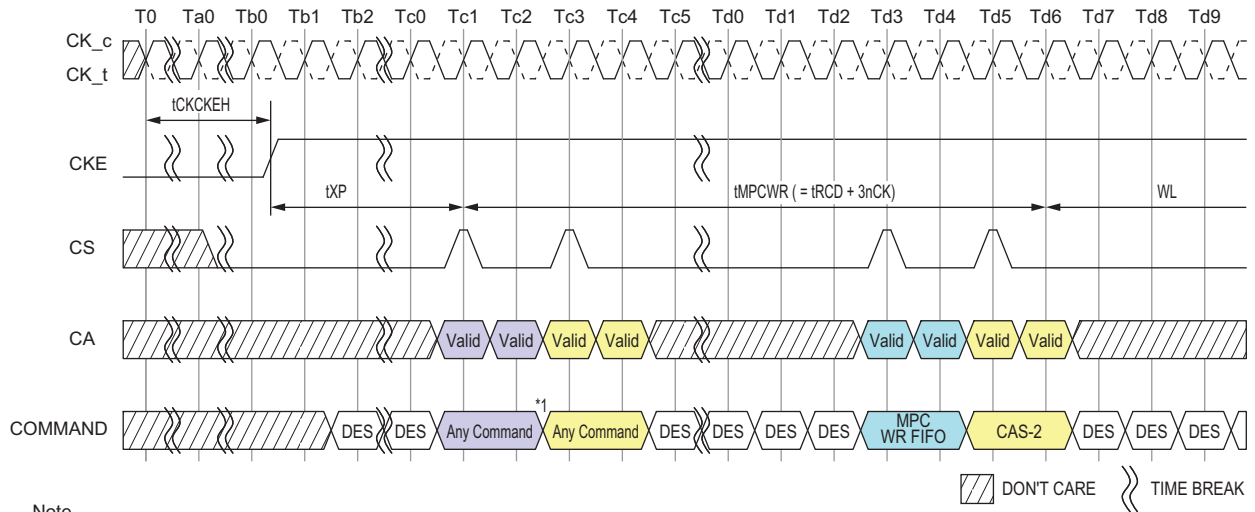 T0 Ta0 Tb0 Tb1 Tb2 Tc0 Tc1 Tc2 Tc3 Tc4 Tc5 Td0 Td1 Td2 Td3 Td4 Td5 Td6 Td7 Td8 Td9
CK_c
CK_t
tCKCKEH
CKE
tXP
tMPCWR ( = tRCD + 3nCK)
WL
CS
CA
Valid Valid Valid Valid Valid Valid Valid Valid
*1
COMMAND
DES DES Any Command Any Command DES DES DES DES MPC WR FIFO CAS-2 DES DES DES
DON'T CARE
TIME BREAK